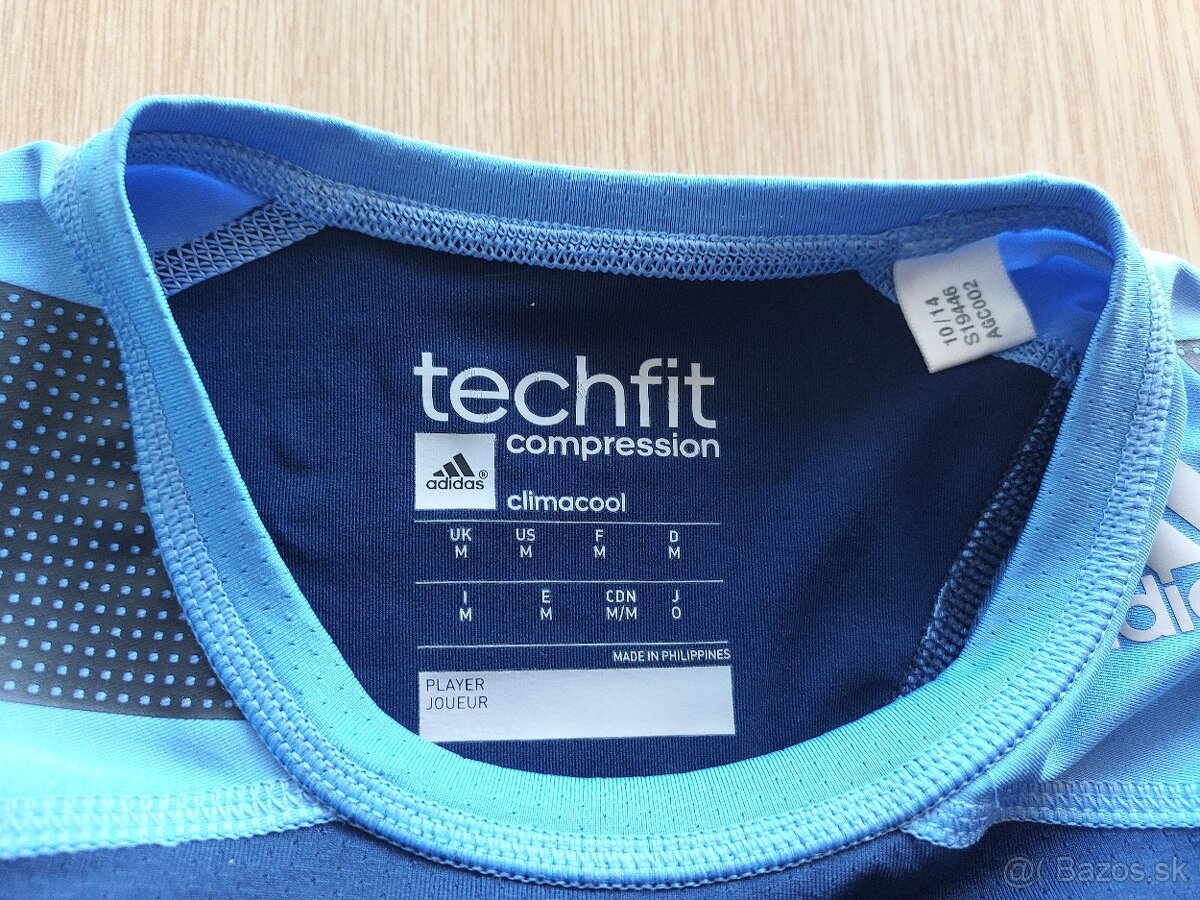 10/14
S19446
AGC002
techfit
compression
adidas®
climacool
UK US F D
M M M M
I E CDN J
M M M/M O
MADE IN PHILIPPINES
PLAYER
JOUEUR
@( Bazos.sk